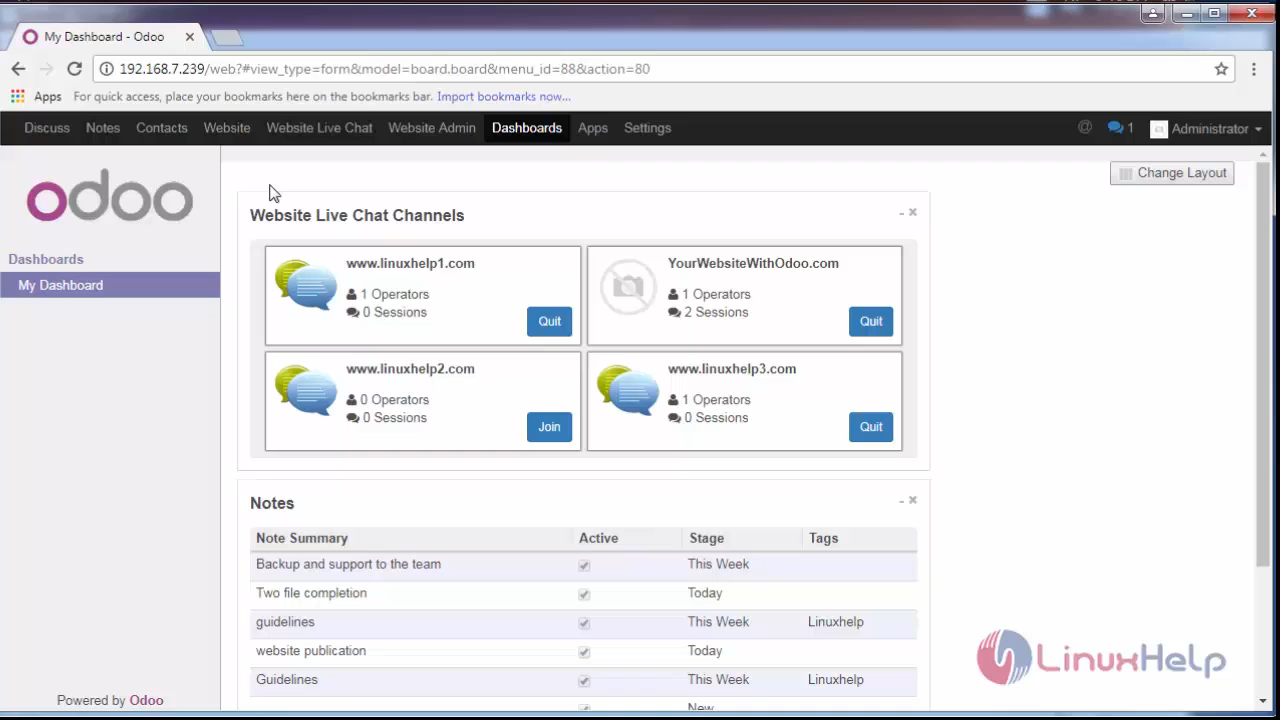 My Dashboard - Odoo
192.168.7.239/web?#view_type=form&model=board.board&menu_id=88&action=80
Apps For quick access, place your bookmarks here on the bookmarks bar. Import bookmarks now...
Discuss Notes Contacts Website Website Live Chat Website Admin Dashboards Apps Settings @ 1 Administrator
odoo
Change Layout
Dashboards
My Dashboard
Website Live Chat Channels
www.linuxhelp1.com
1 Operators
0 Sessions
Quit
YourWebsiteWithOdoo.com
1 Operators
2 Sessions
Quit
www.linuxhelp2.com
0 Operators
0 Sessions
Join
www.linuxhelp3.com
1 Operators
0 Sessions
Quit
Notes
Note Summary Active Stage Tags
Backup and support to the team This Week
Two file completion Today
guidelines This Week Linuxhelp
website publication Today
Guidelines This Week Linuxhelp
New
LinuxHelp
Powered by Odoo